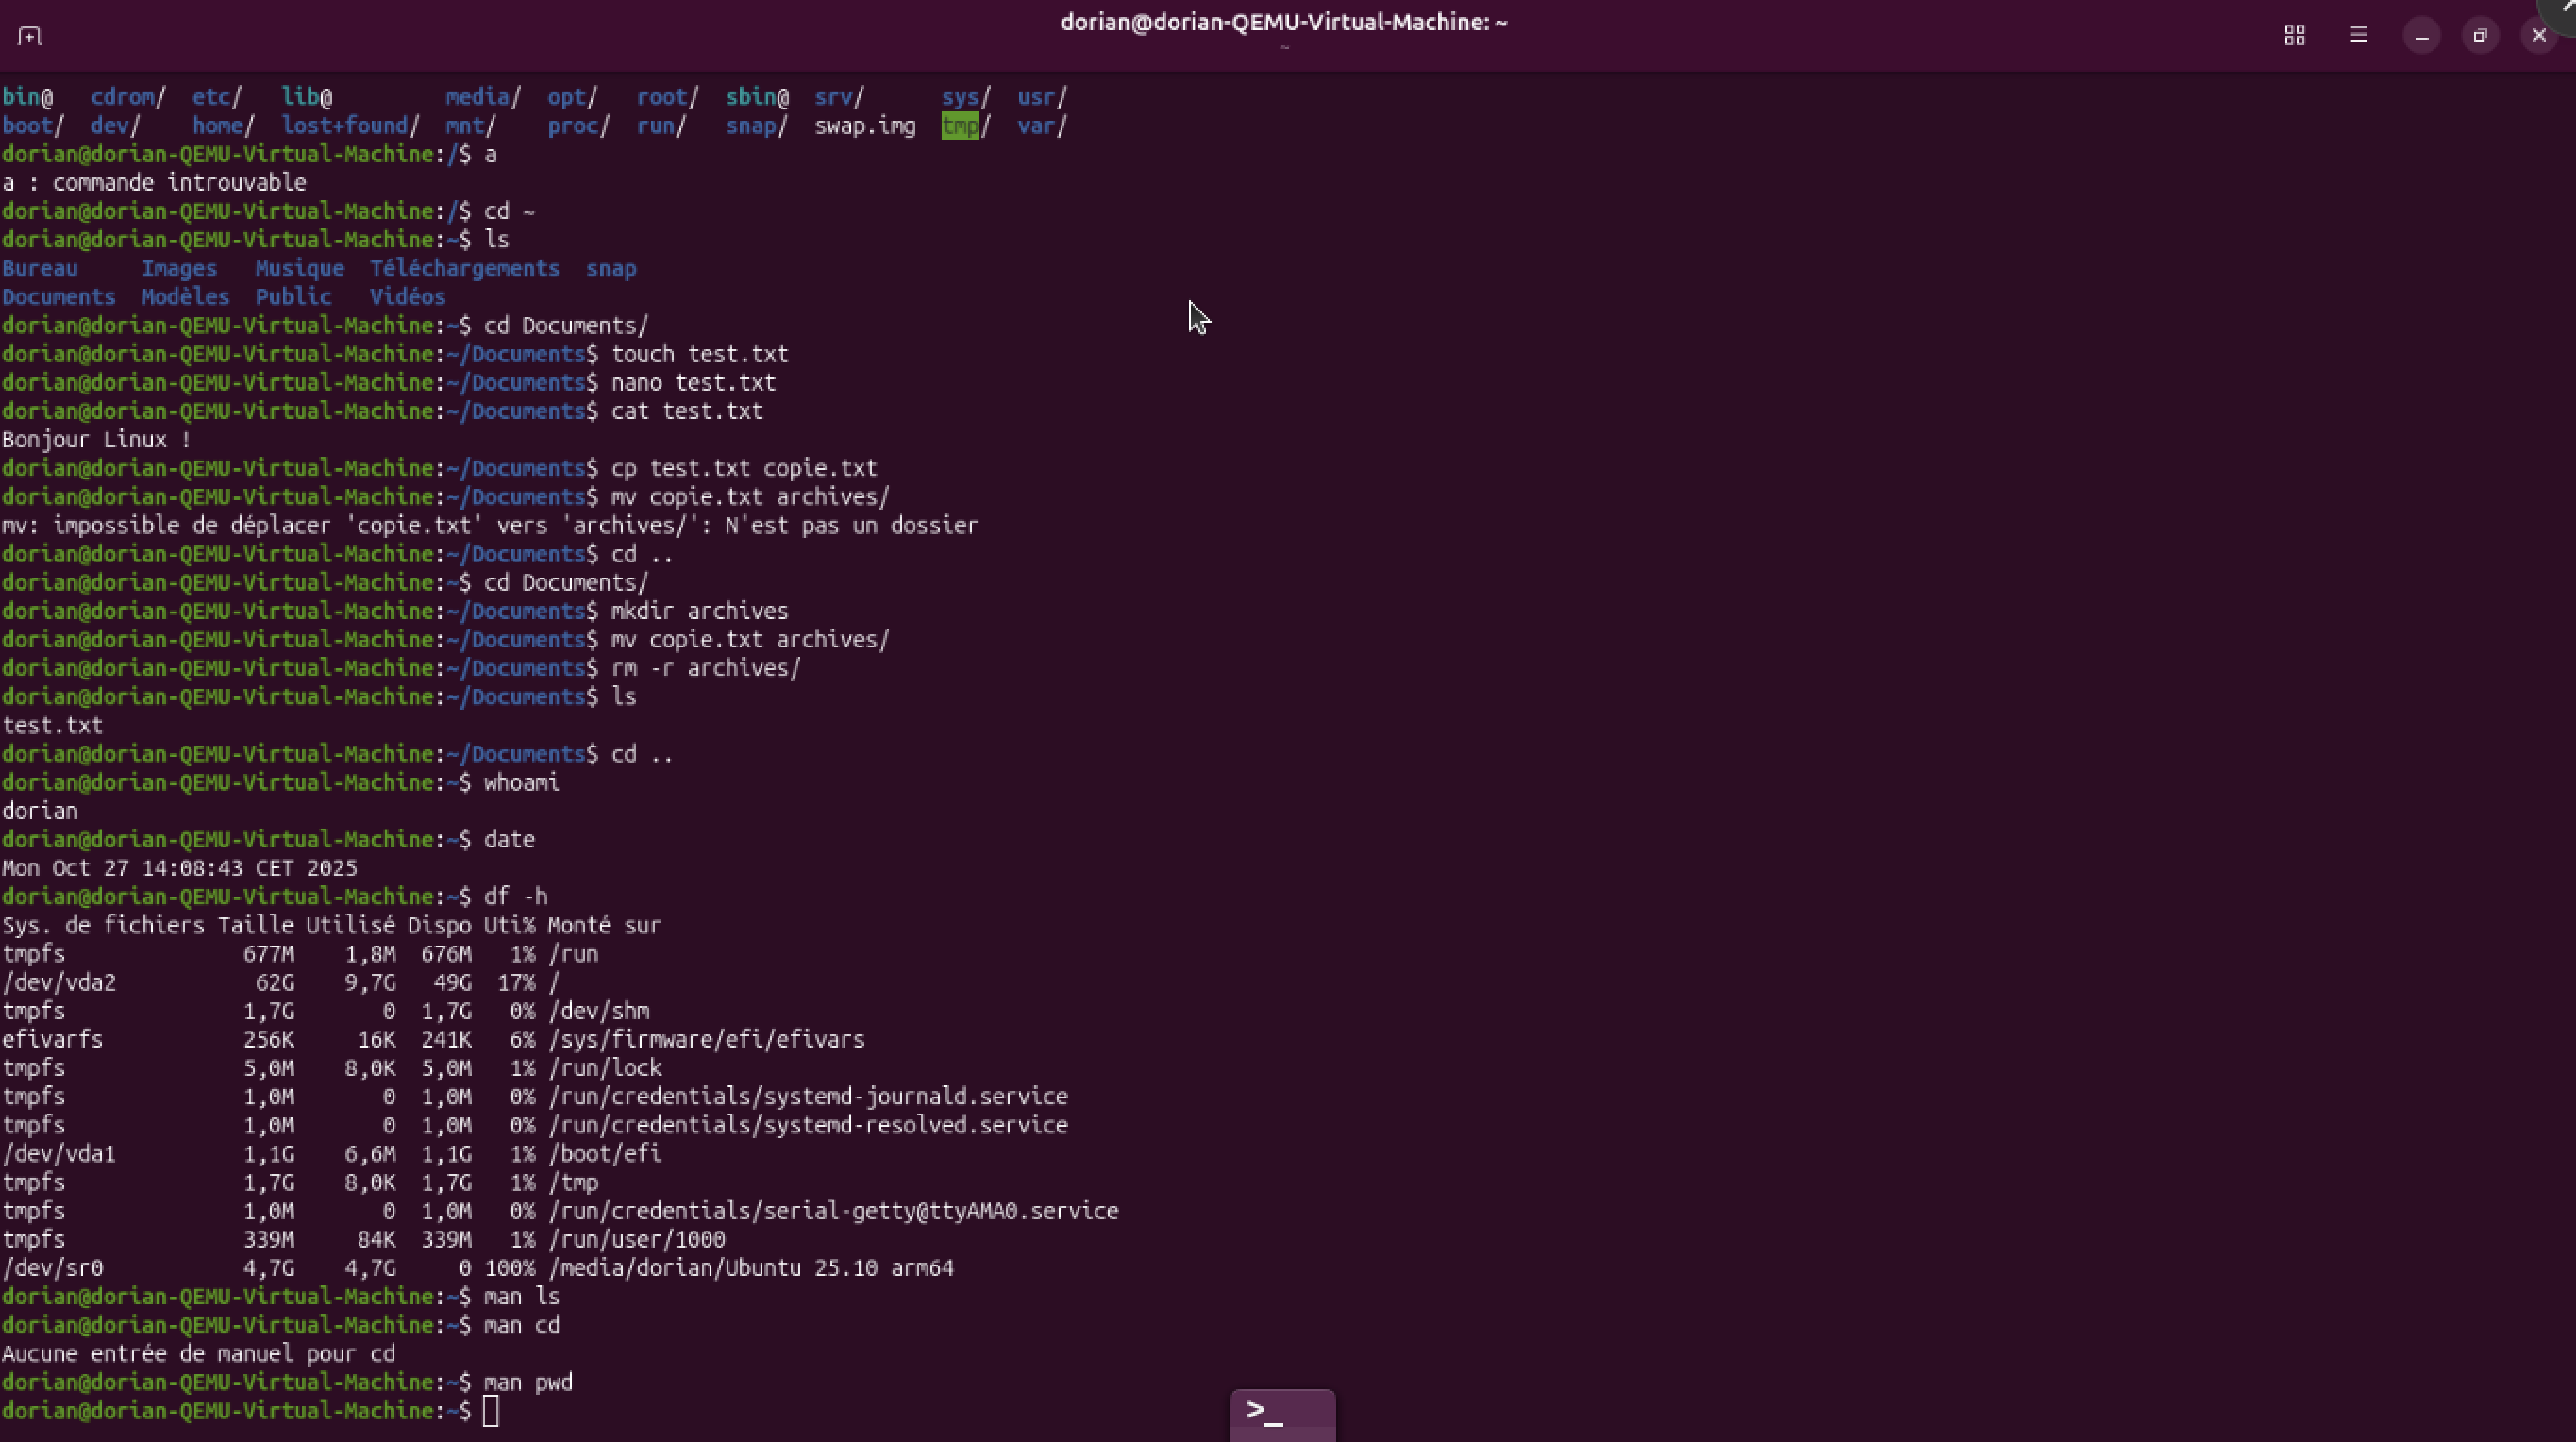 dorian@dorian-QEMU-Virtual-Machine: ~
~
bin@   cdrom/  etc/   lib@         media/  opt/   root/  sbin@  srv/      sys/  usr/
boot/  dev/    home/  lost+found/  mnt/    proc/  run/   snap/  swap.img  tmp/  var/
dorian@dorian-QEMU-Virtual-Machine:/$ a
a : commande introuvable
dorian@dorian-QEMU-Virtual-Machine:/$ cd ~
dorian@dorian-QEMU-Virtual-Machine:~$ ls
Bureau     Images   Musique  Téléchargements  snap
Documents  Modèles  Public   Vidéos
dorian@dorian-QEMU-Virtual-Machine:~$ cd Documents/
dorian@dorian-QEMU-Virtual-Machine:~/Documents$ touch test.txt
dorian@dorian-QEMU-Virtual-Machine:~/Documents$ nano test.txt
dorian@dorian-QEMU-Virtual-Machine:~/Documents$ cat test.txt
Bonjour Linux !
dorian@dorian-QEMU-Virtual-Machine:~/Documents$ cp test.txt copie.txt
dorian@dorian-QEMU-Virtual-Machine:~/Documents$ mv copie.txt archives/
mv: impossible de déplacer 'copie.txt' vers 'archives/': N'est pas un dossier
dorian@dorian-QEMU-Virtual-Machine:~/Documents$ cd ..
dorian@dorian-QEMU-Virtual-Machine:~$ cd Documents/
dorian@dorian-QEMU-Virtual-Machine:~/Documents$ mkdir archives
dorian@dorian-QEMU-Virtual-Machine:~/Documents$ mv copie.txt archives/
dorian@dorian-QEMU-Virtual-Machine:~/Documents$ rm -r archives/
dorian@dorian-QEMU-Virtual-Machine:~/Documents$ ls
test.txt
dorian@dorian-QEMU-Virtual-Machine:~/Documents$ cd ..
dorian@dorian-QEMU-Virtual-Machine:~$ whoami
dorian
dorian@dorian-QEMU-Virtual-Machine:~$ date
Mon Oct 27 14:08:43 CET 2025
dorian@dorian-QEMU-Virtual-Machine:~$ df -h
Sys. de fichiers Taille Utilisé Dispo Uti% Monté sur
tmpfs              677M    1,8M  676M   1% /run
/dev/vda2           62G    9,7G   49G  17% /
tmpfs              1,7G       0  1,7G   0% /dev/shm
efivarfs           256K     16K  241K   6% /sys/firmware/efi/efivars
tmpfs              5,0M    8,0K  5,0M   1% /run/lock
tmpfs              1,0M       0  1,0M   0% /run/credentials/systemd-journald.service
tmpfs              1,0M       0  1,0M   0% /run/credentials/systemd-resolved.service
/dev/vda1          1,1G    6,6M  1,1G   1% /boot/efi
tmpfs              1,7G    8,0K  1,7G   1% /tmp
tmpfs              1,0M       0  1,0M   0% /run/credentials/serial-getty@ttyAMA0.service
tmpfs              339M     84K  339M   1% /run/user/1000
/dev/sr0           4,7G    4,7G     0 100% /media/dorian/Ubuntu 25.10 arm64
dorian@dorian-QEMU-Virtual-Machine:~$ man ls
dorian@dorian-QEMU-Virtual-Machine:~$ man cd
Aucune entrée de manuel pour cd
dorian@dorian-QEMU-Virtual-Machine:~$ man pwd
dorian@dorian-QEMU-Virtual-Machine:~$
>_